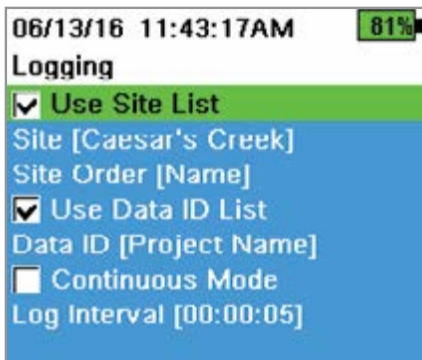 06/13/16 11:43:17AM 81%
Logging
Use Site List
Site [Caesar's Creek]
Site Order [Name]
Use Data ID List
Data ID [Project Name]
Continuous Mode
Log Interval [00:00:05]